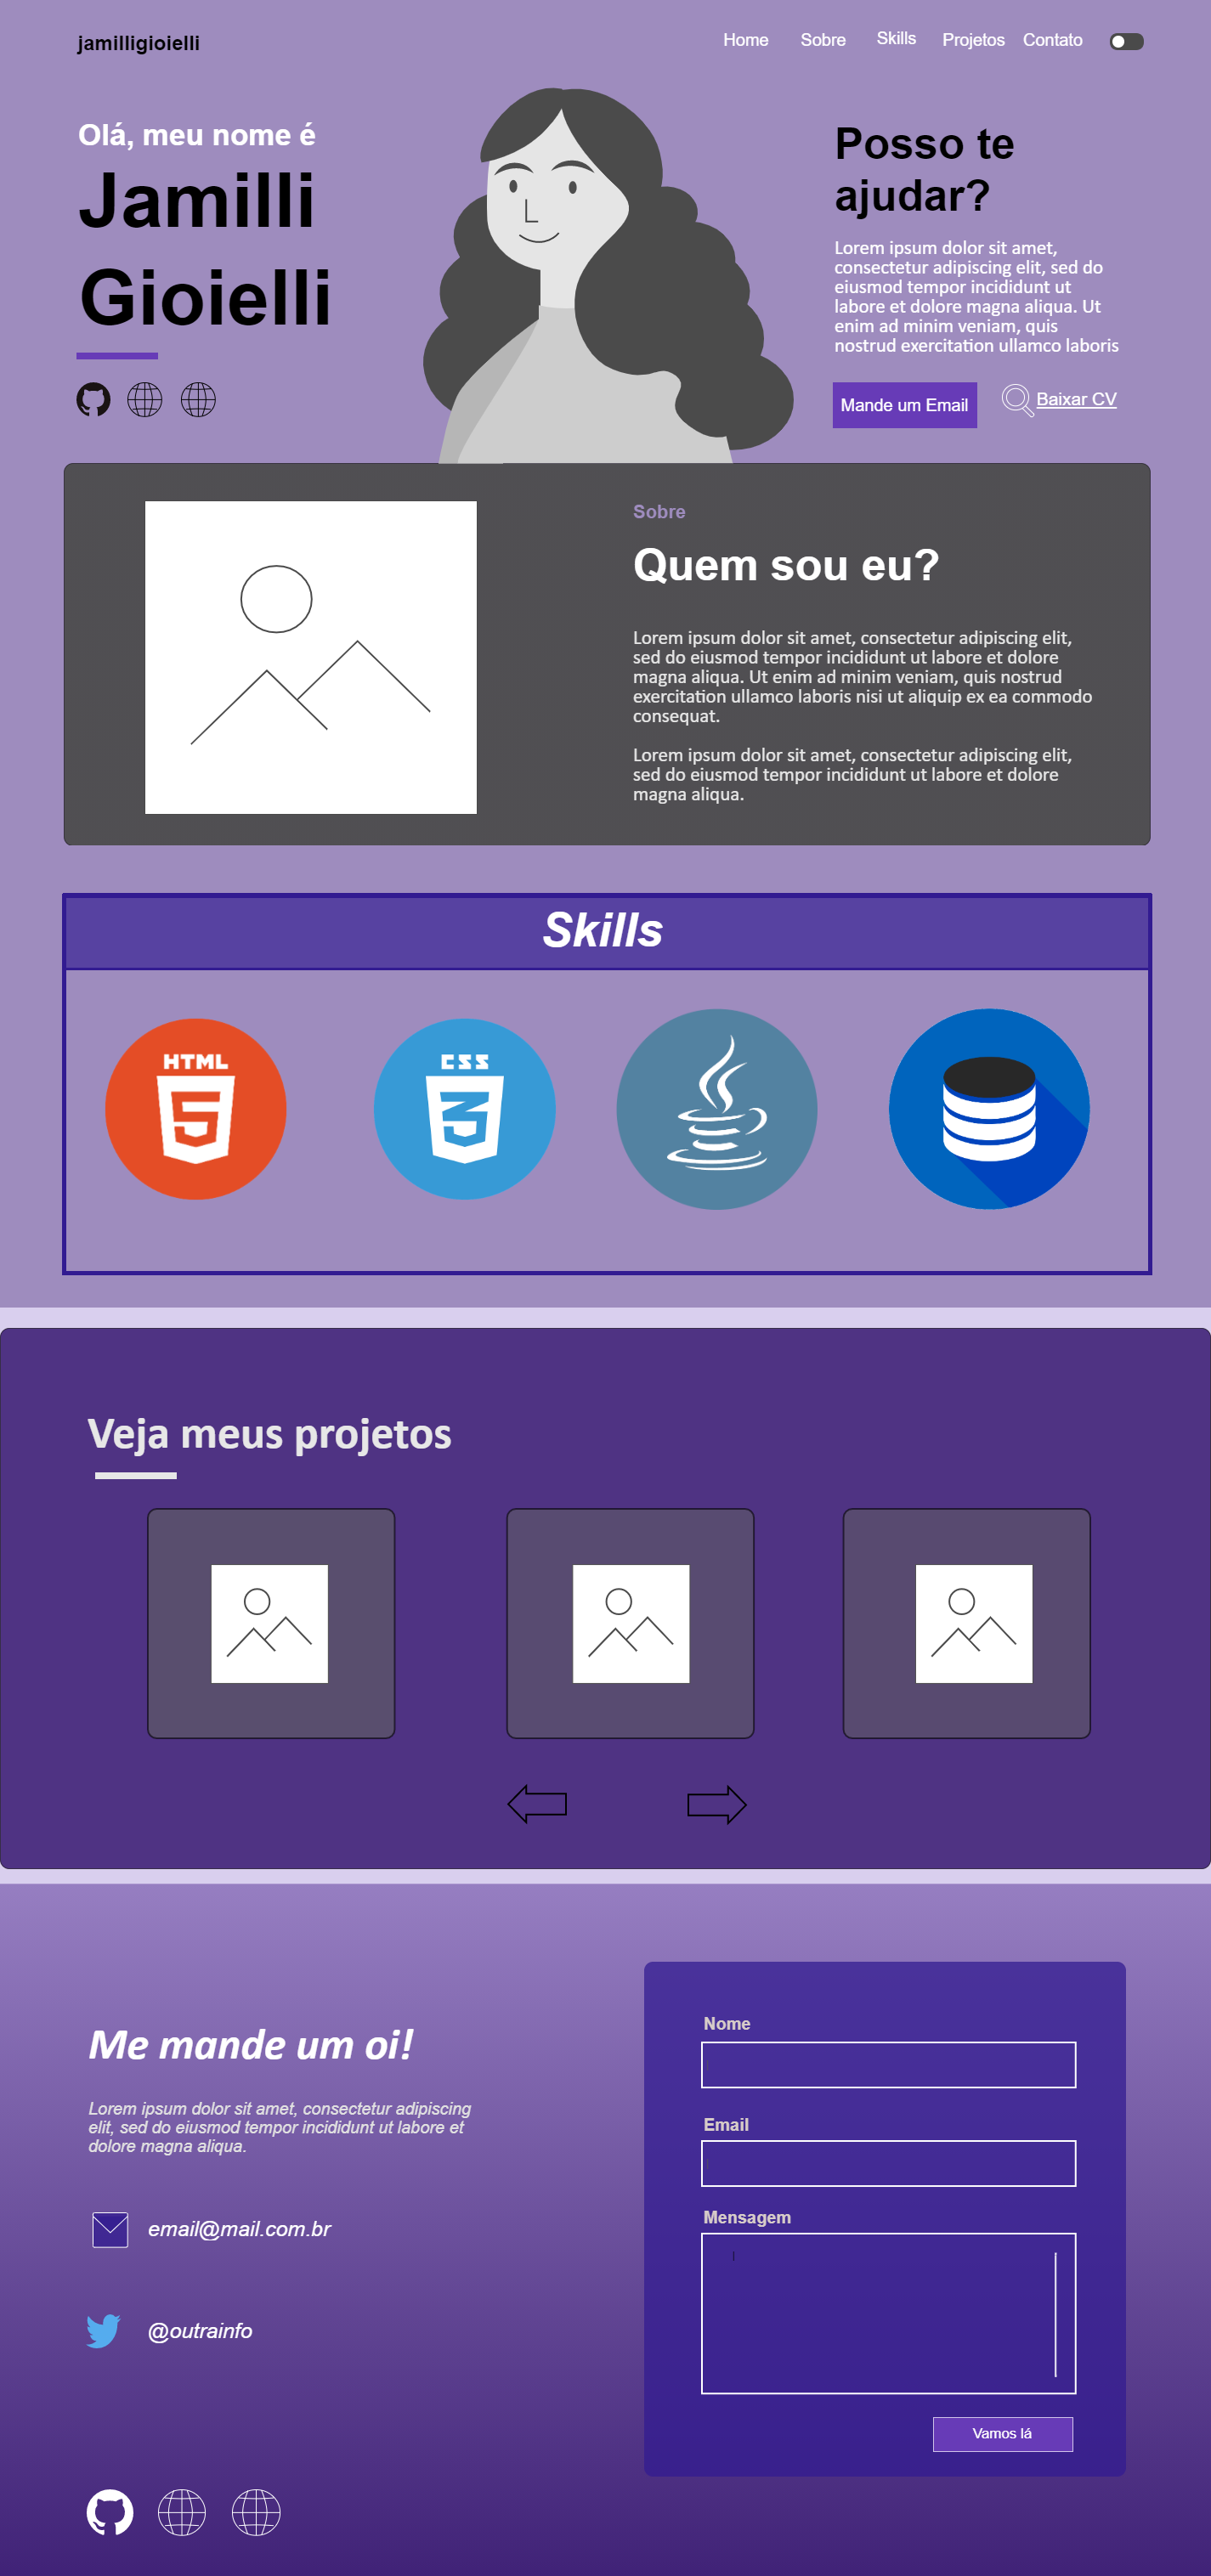 jamilligioielli
Home Sobre Skills Projetos Contato
Olá, meu nome é
Jamilli
Gioielli
Posso te
ajudar?
Lorem ipsum dolor sit amet,
consectetur adipiscing elit, sed do
eiusmod tempor incididunt ut
labore et dolore magna aliqua. Ut
enim ad minim veniam, quis
nostrud exercitation ullamco laboris
Mande um Email
Baixar CV
Sobre
Quem sou eu?
Lorem ipsum dolor sit amet, consectetur adipiscing elit,
sed do eiusmod tempor incididunt ut labore et dolore
magna aliqua. Ut enim ad minim veniam, quis nostrud
exercitation ullamco laboris nisi ut aliquip ex ea commodo
consequat.
Lorem ipsum dolor sit amet, consectetur adipiscing elit,
sed do eiusmod tempor incididunt ut labore et dolore
magna aliqua.
Skills
HTML
5
CSS
3
Veja meus projetos
Me mande um oi!
Lorem ipsum dolor sit amet, consectetur adipiscing
elit, sed do eiusmod tempor incididunt ut labore et
dolore magna aliqua.
email@mail.com.br
@outrainfo
Nome
Email
Mensagem
Vamos lá